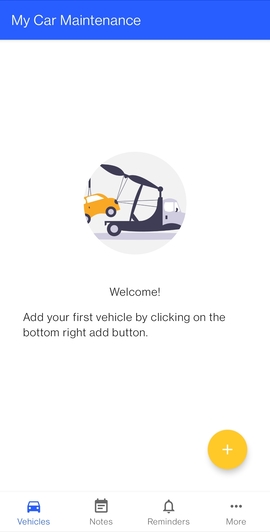 My Car Maintenance
Welcome!
Add your first vehicle by clicking on the
bottom right add button.
Vehicles
Notes
Reminders
More